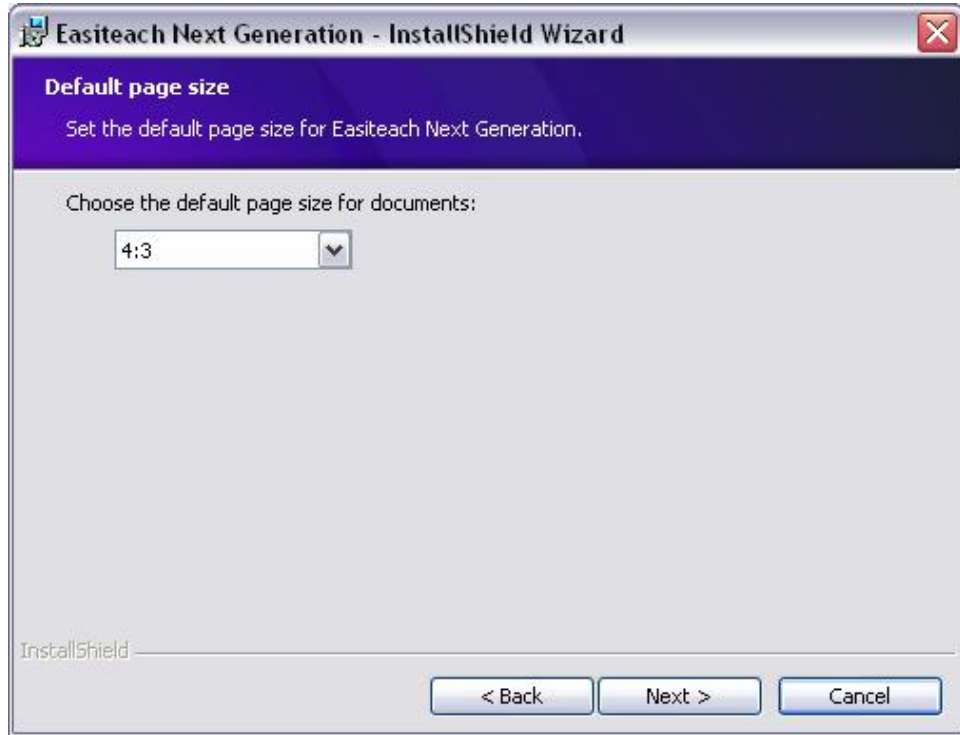 Easiteach Next Generation - InstallShield Wizard
Default page size
Set the default page size for Easiteach Next Generation.
Choose the default page size for documents:
4:3
InstallShield
< Back
Next >
Cancel